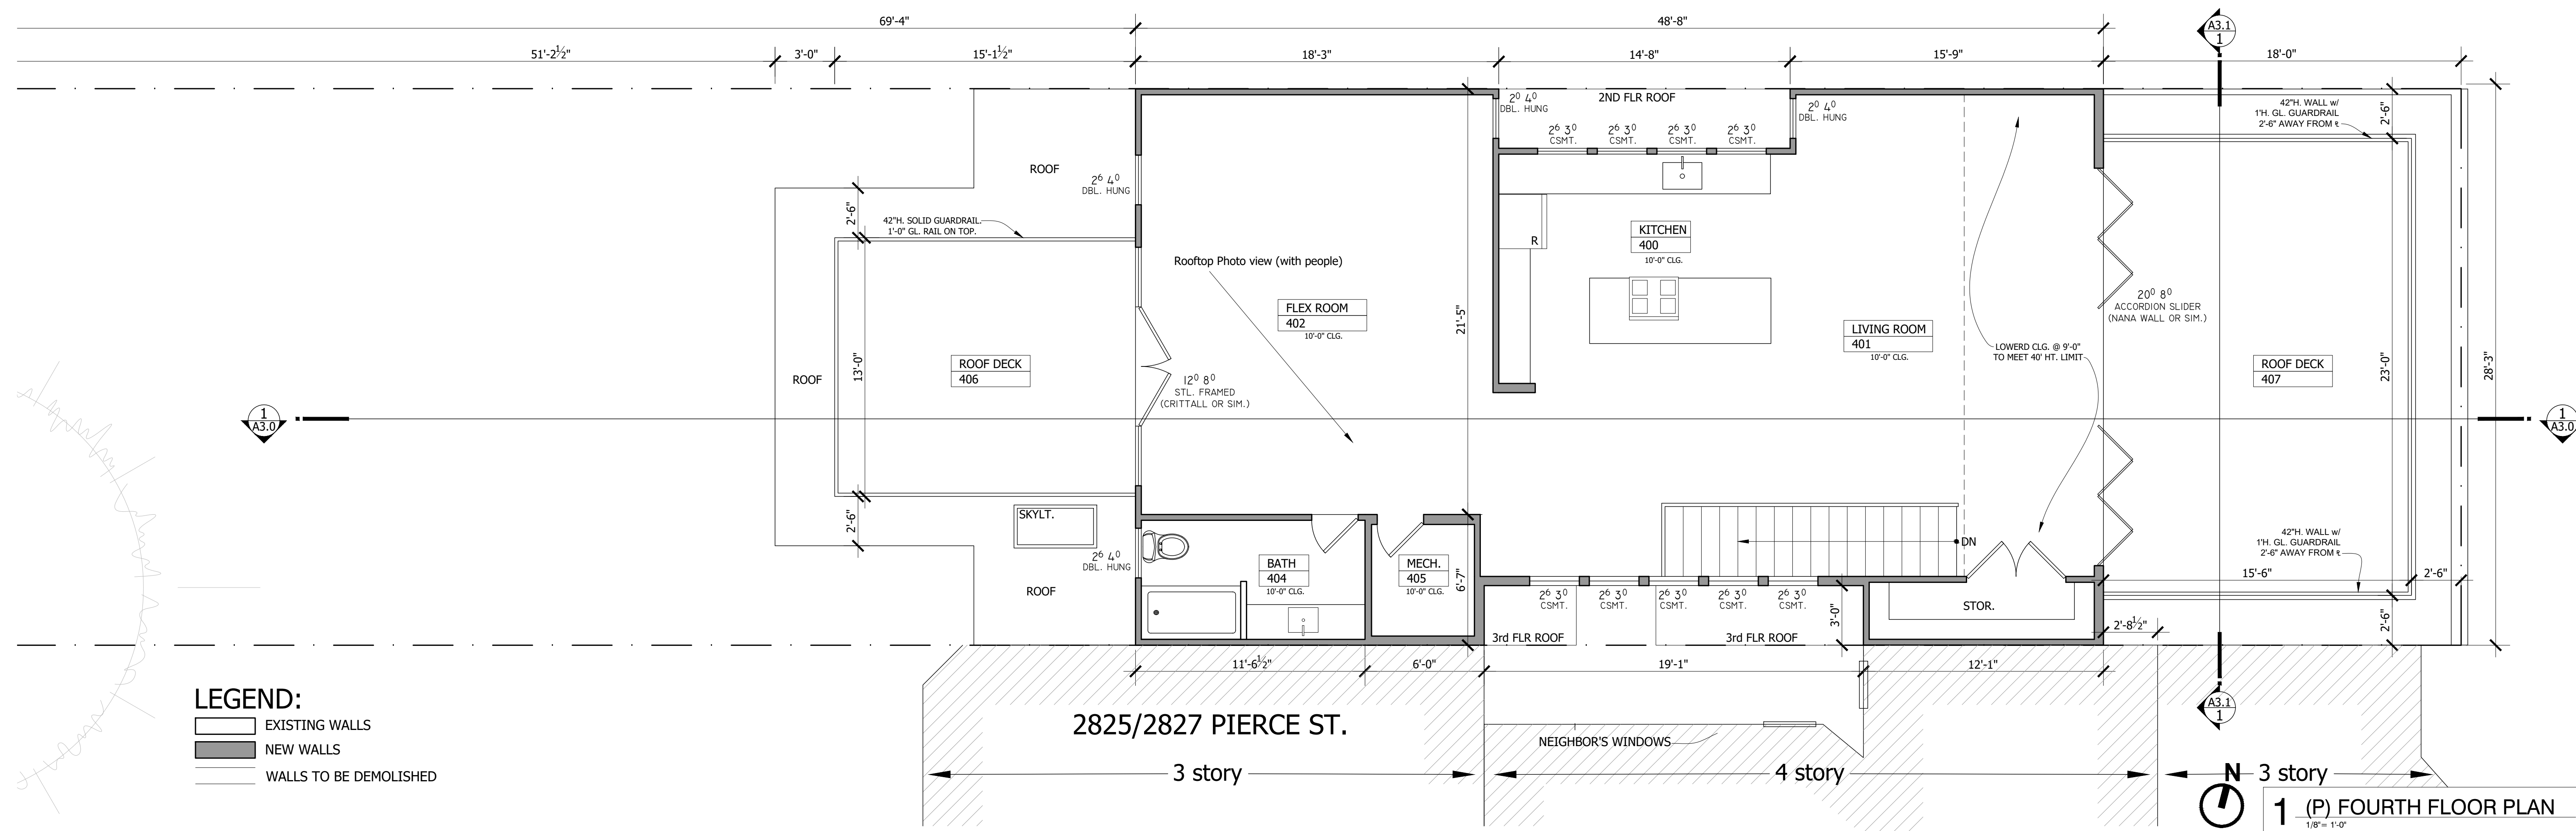 69'-4"
48'-8"
A3.1
1
51'-2½"
3'-0"
15'-1½"
18'-3"
14'-8"
15'-9"
18'-0"
2⁰ 4⁰
DBL. HUNG
2ND FLR ROOF
2⁰ 4⁰
DBL. HUNG
2⁶ 3⁰
CSMT.
2⁶ 3⁰
CSMT.
2⁶ 3⁰
CSMT.
2⁶ 3⁰
CSMT.
42"H. WALL w/
1'H. GL. GUARDRAIL
2'-6" AWAY FROM ℄
2'-6"
ROOF
2⁶ 4⁰
DBL. HUNG
2'-6"
42"H. SOLID GUARDRAIL.
1'-0" GL. RAIL ON TOP.
R
KITCHEN
400
10'-0" CLG.
Rooftop Photo view (with people)
FLEX ROOM
402
10'-0" CLG.
21'-5"
20⁰ 8⁰
ACCORDION SLIDER
(NANA WALL OR SIM.)
LIVING ROOM
401
10'-0" CLG.
LOWERD CLG. @ 9'-0"
TO MEET 40' HT. LIMIT
ROOF
13'-0"
ROOF DECK
406
12⁰ 8⁰
STL. FRAMED
(CRITTALL OR SIM.)
ROOF DECK
407
23'-0"
28'-3"
1
A3.0
1
A3.0
2'-6"
SKYLT.
2⁶ 4⁰
DBL. HUNG
ROOF
BATH
404
10'-0" CLG.
MECH.
405
10'-0" CLG.
6'-7"
DN
42"H. WALL w/
1'H. GL. GUARDRAIL
2'-6" AWAY FROM ℄
15'-6"
2'-6"
2⁶ 3⁰
CSMT.
2⁶ 3⁰
CSMT.
2⁶ 3⁰
CSMT.
2⁶ 3⁰
CSMT.
2⁶ 3⁰
CSMT.
3'-0"
STOR.
2'-8½"
2'-6"
3rd FLR ROOF
3rd FLR ROOF
11'-6½"
6'-0"
19'-1"
12'-1"
LEGEND:
EXISTING WALLS
NEW WALLS
WALLS TO BE DEMOLISHED
2825/2827 PIERCE ST.
NEIGHBOR'S WINDOWS
A3.1
1
3 story
4 story
3 story
N
1
(P) FOURTH FLOOR PLAN
1/8"= 1'-0"